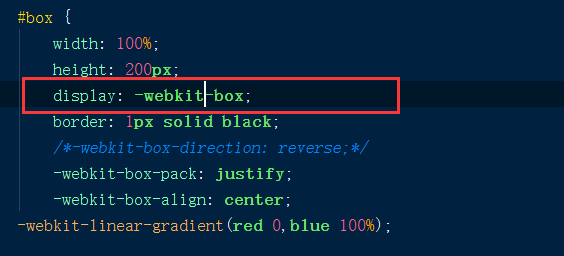 #box {
width: 100%;
height: 200px;
display: -webkit-box;
border: 1px solid black;
/*-webkit-box-direction: reverse;*/
-webkit-box-pack: justify;
-webkit-box-align: center;
-webkit-linear-gradient(red 0,blue 100%);